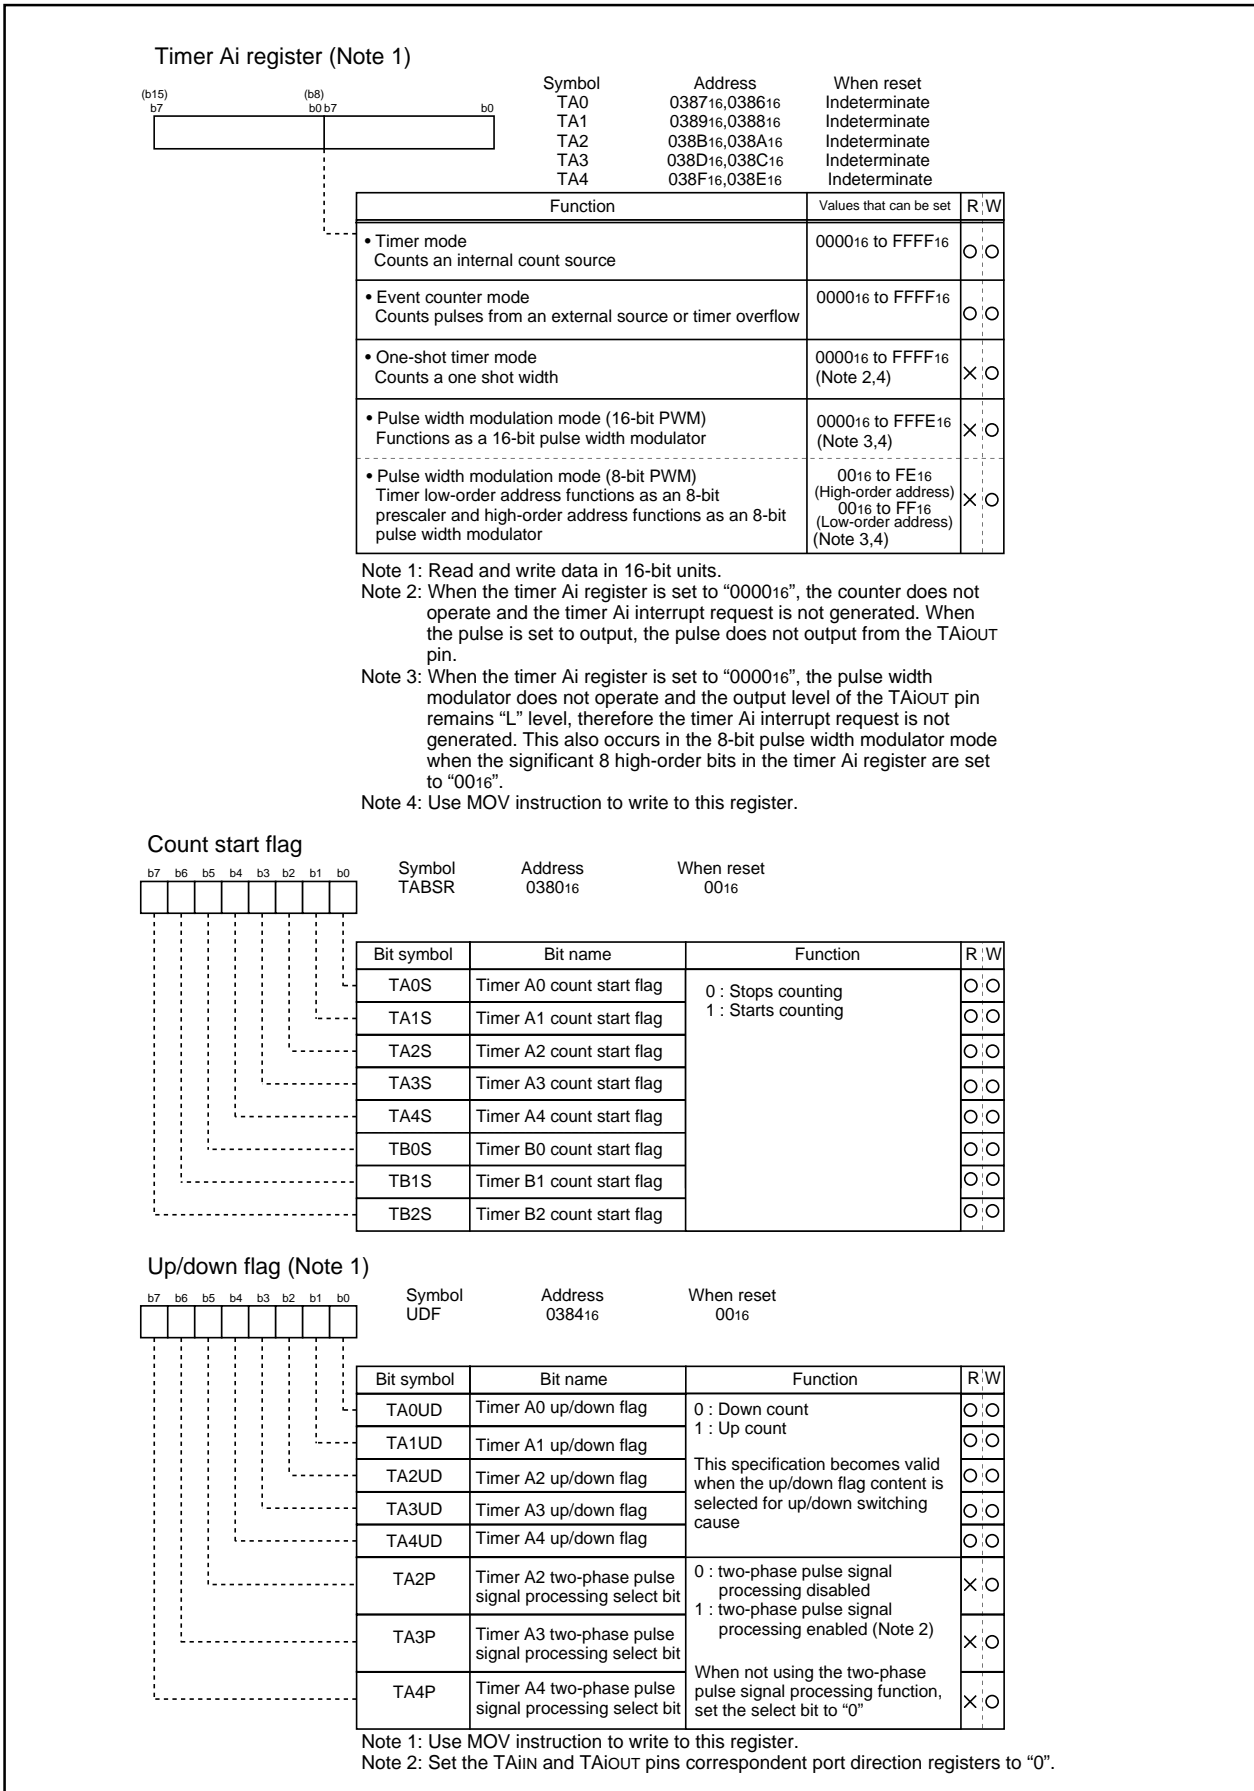 Timer Ai register (Note 1)
Symbol Address When reset
TA0 038716,038616 Indeterminate
TA1 038916,038816 Indeterminate
TA2 038B16,038A16 Indeterminate
TA3 038D16,038C16 Indeterminate
TA4 038F16,038E16 Indeterminate
(b15) (b8)
b7 b0 b7 b0
Function Values that can be set R W
• Timer mode 000016 to FFFF16
Counts an internal count source
• Event counter mode 000016 to FFFF16
Counts pulses from an external source or timer overflow
• One-shot timer mode 000016 to FFFF16
Counts a one shot width (Note 2,4)
• Pulse width modulation mode (16-bit PWM) 000016 to FFFE16
Functions as a 16-bit pulse width modulator (Note 3,4)
• Pulse width modulation mode (8-bit PWM) 0016 to FE16
Timer low-order address functions as an 8-bit (High-order address)
prescaler and high-order address functions as an 8-bit 0016 to FF16
pulse width modulator (Low-order address)
(Note 3,4)
Note 1: Read and write data in 16-bit units.
Note 2: When the timer Ai register is set to “000016”, the counter does not
operate and the timer Ai interrupt request is not generated. When
the pulse is set to output, the pulse does not output from the TAiOUT
pin.
Note 3: When the timer Ai register is set to “000016”, the pulse width
modulator does not operate and the output level of the TAiOUT pin
remains “L” level, therefore the timer Ai interrupt request is not
generated. This also occurs in the 8-bit pulse width modulator mode
when the significant 8 high-order bits in the timer Ai register are set
to “0016”.
Note 4: Use MOV instruction to write to this register.
Count start flag
Symbol Address When reset
TABSR 038016 0016
b7 b6 b5 b4 b3 b2 b1 b0
Bit symbol Bit name Function R W
TA0S Timer A0 count start flag 0 : Stops counting
TA1S Timer A1 count start flag 1 : Starts counting
TA2S Timer A2 count start flag
TA3S Timer A3 count start flag
TA4S Timer A4 count start flag
TB0S Timer B0 count start flag
TB1S Timer B1 count start flag
TB2S Timer B2 count start flag
Up/down flag (Note 1)
Symbol Address When reset
UDF 038416 0016
b7 b6 b5 b4 b3 b2 b1 b0
Bit symbol Bit name Function R W
TA0UD Timer A0 up/down flag 0 : Down count
1 : Up count
TA1UD Timer A1 up/down flag
This specification becomes valid
TA2UD Timer A2 up/down flag when the up/down flag content is
TA3UD Timer A3 up/down flag selected for up/down switching
cause
TA4UD Timer A4 up/down flag
TA2P Timer A2 two-phase pulse 0 : two-phase pulse signal
signal processing select bit processing disabled
1 : two-phase pulse signal
TA3P Timer A3 two-phase pulse processing enabled (Note 2)
signal processing select bit
When not using the two-phase
TA4P Timer A4 two-phase pulse pulse signal processing function,
signal processing select bit set the select bit to “0”
Note 1: Use MOV instruction to write to this register.
Note 2: Set the TAiIN and TAiOUT pins correspondent port direction registers to “0”.